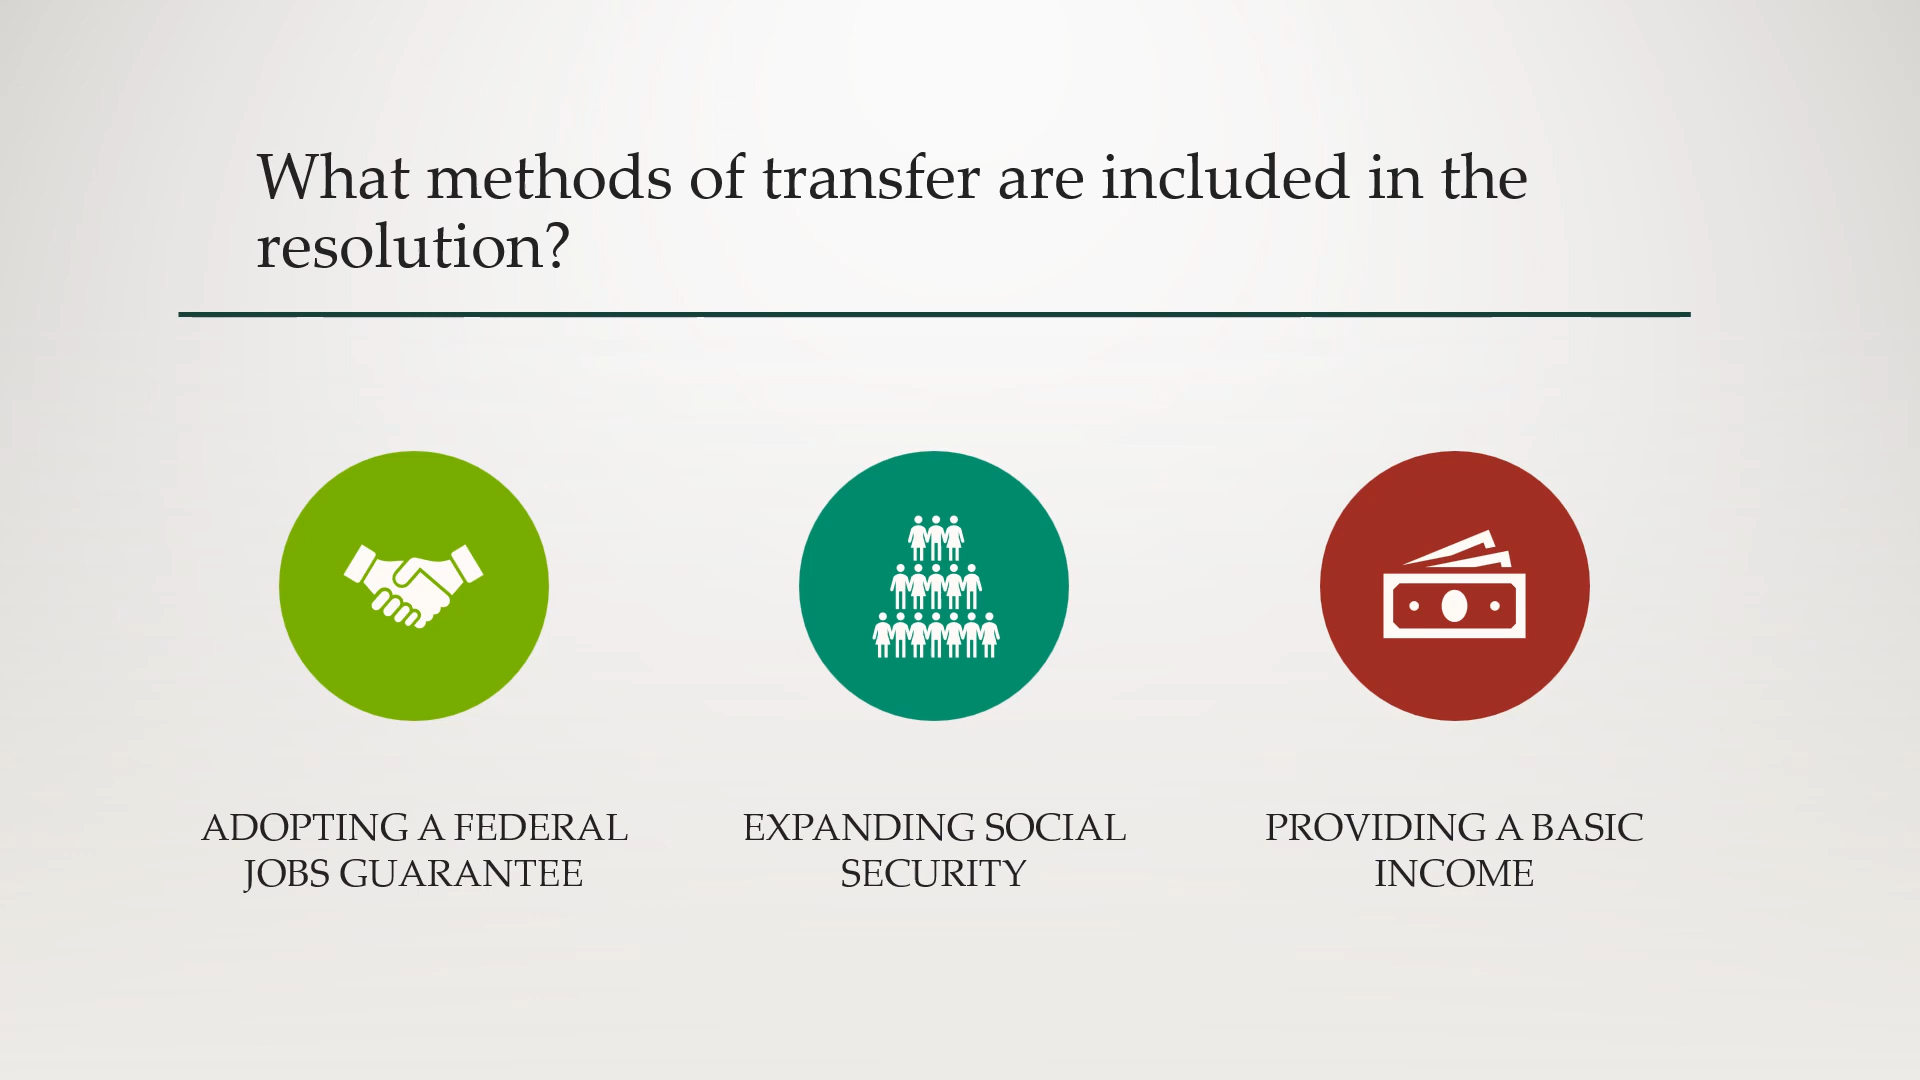 What methods of transfer are included in the
resolution?
ADOPTING A FEDERAL
JOBS GUARANTEE
EXPANDING SOCIAL
SECURITY
PROVIDING A BASIC
INCOME